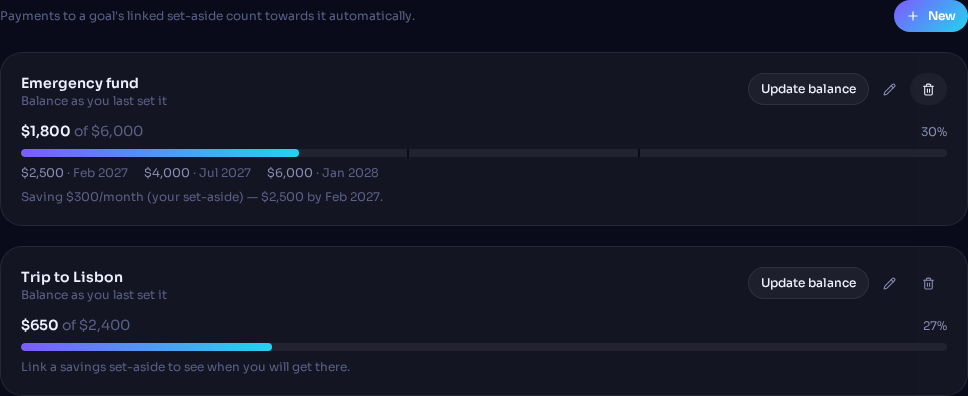 Payments to a goal's linked set-aside count towards it automatically.
+ New
Emergency fund
Balance as you last set it
Update balance
$1,800 of $6,000
30%
$2,500 · Feb 2027 $4,000 · Jul 2027 $6,000 · Jan 2028
Saving $300/month (your set-aside) — $2,500 by Feb 2027.
Trip to Lisbon
Balance as you last set it
Update balance
$650 of $2,400
27%
Link a savings set-aside to see when you will get there.